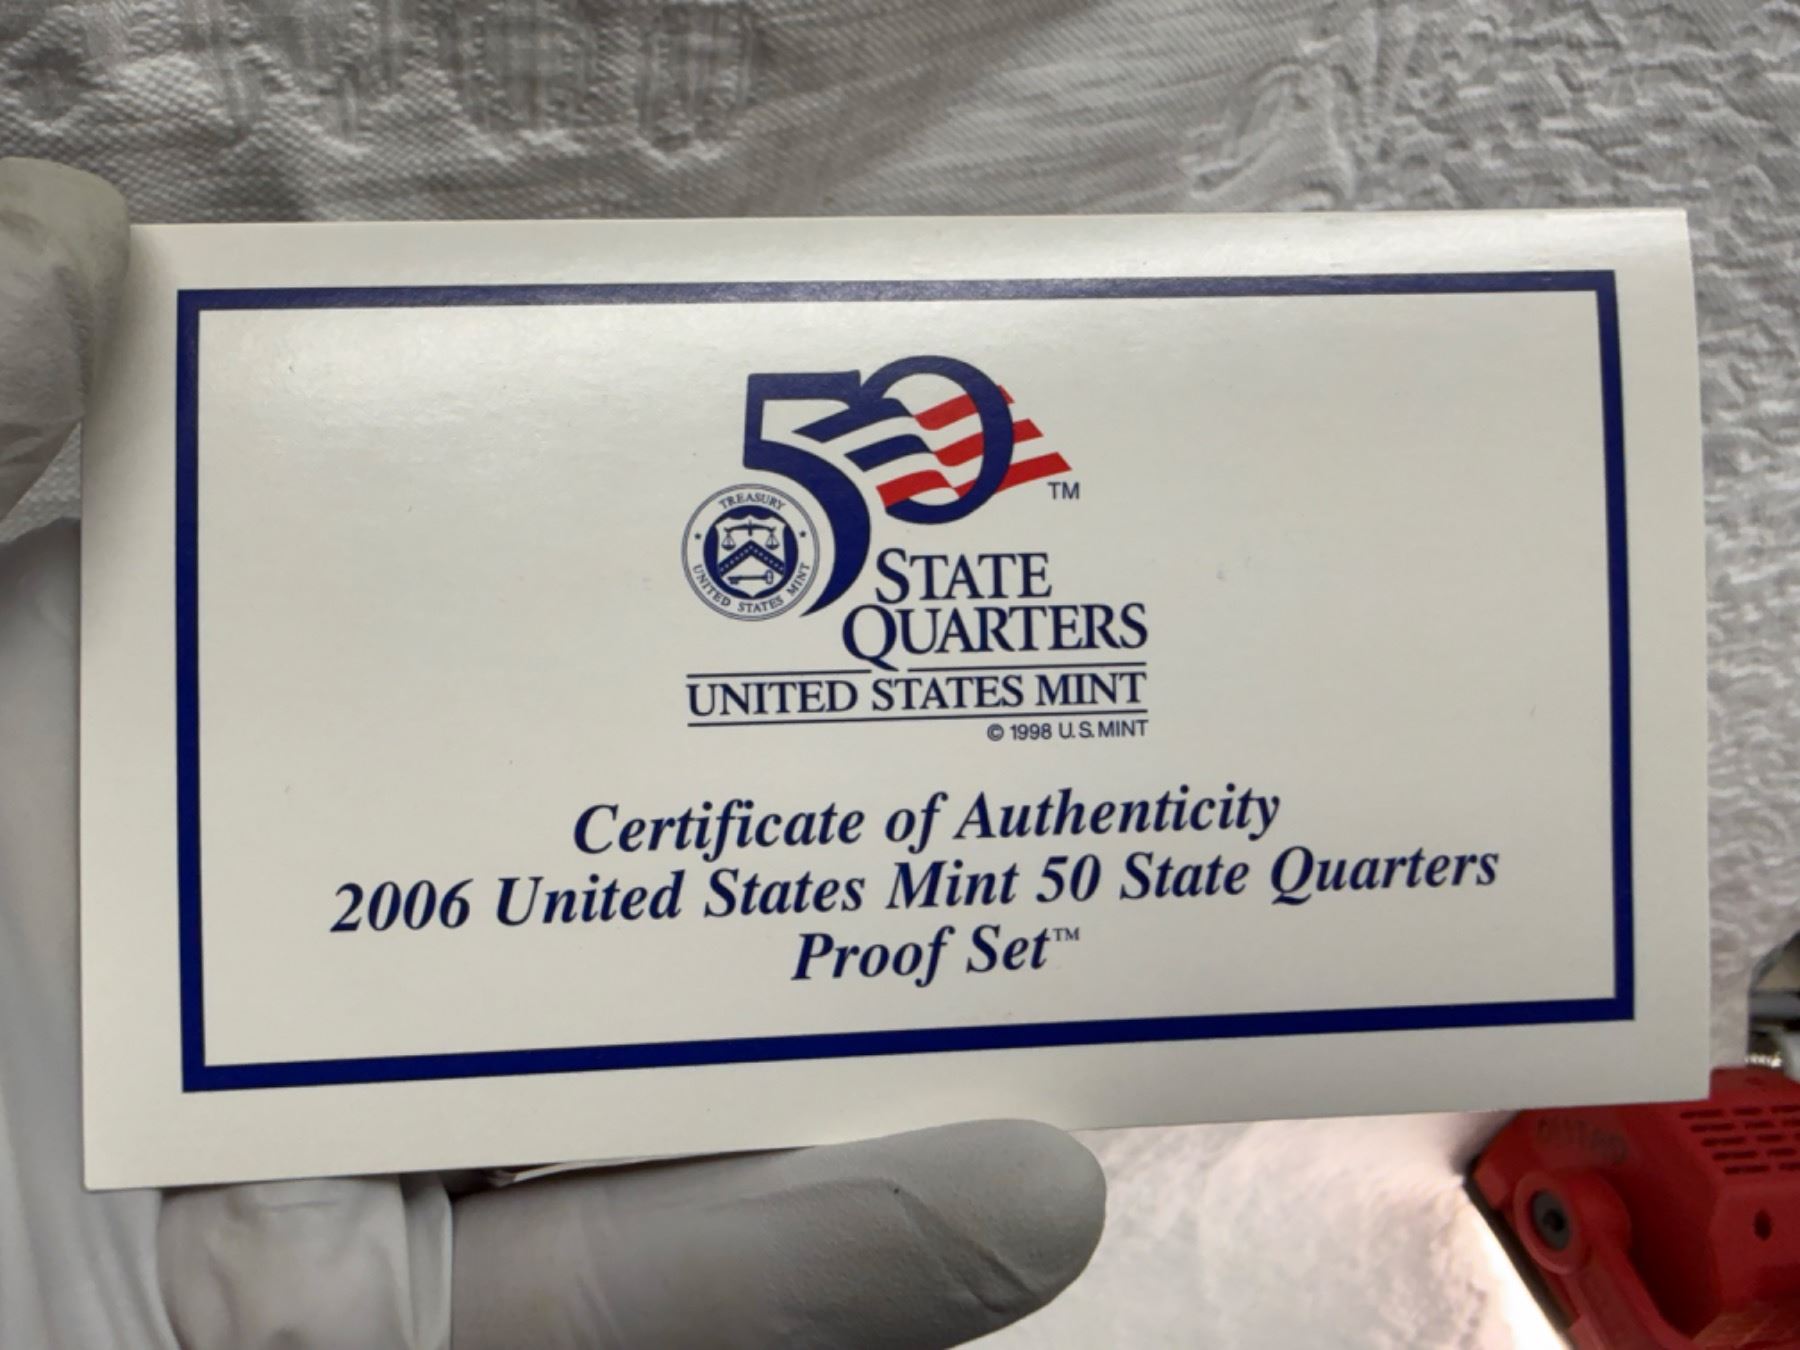 50
TM
TREASURY
UNITED STATES MINT
STATE
QUARTERS
UNITED STATES MINT
© 1998 U.S. MINT
Certificate of Authenticity
2006 United States Mint 50 State Quarters
Proof Set™